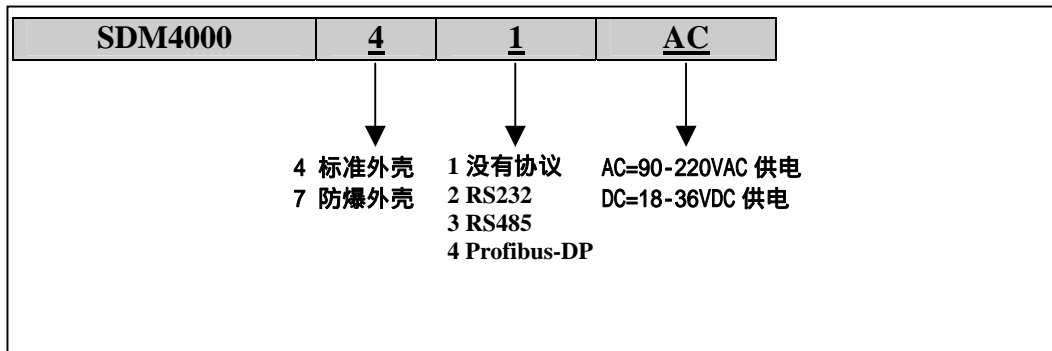 SDM4000 4 1 AC
4 标准外壳 1 没有协议 AC=90-220VAC 供电
7 防爆外壳 2 RS232 DC=18-36VDC 供电
3 RS485
4 Profibus-DP